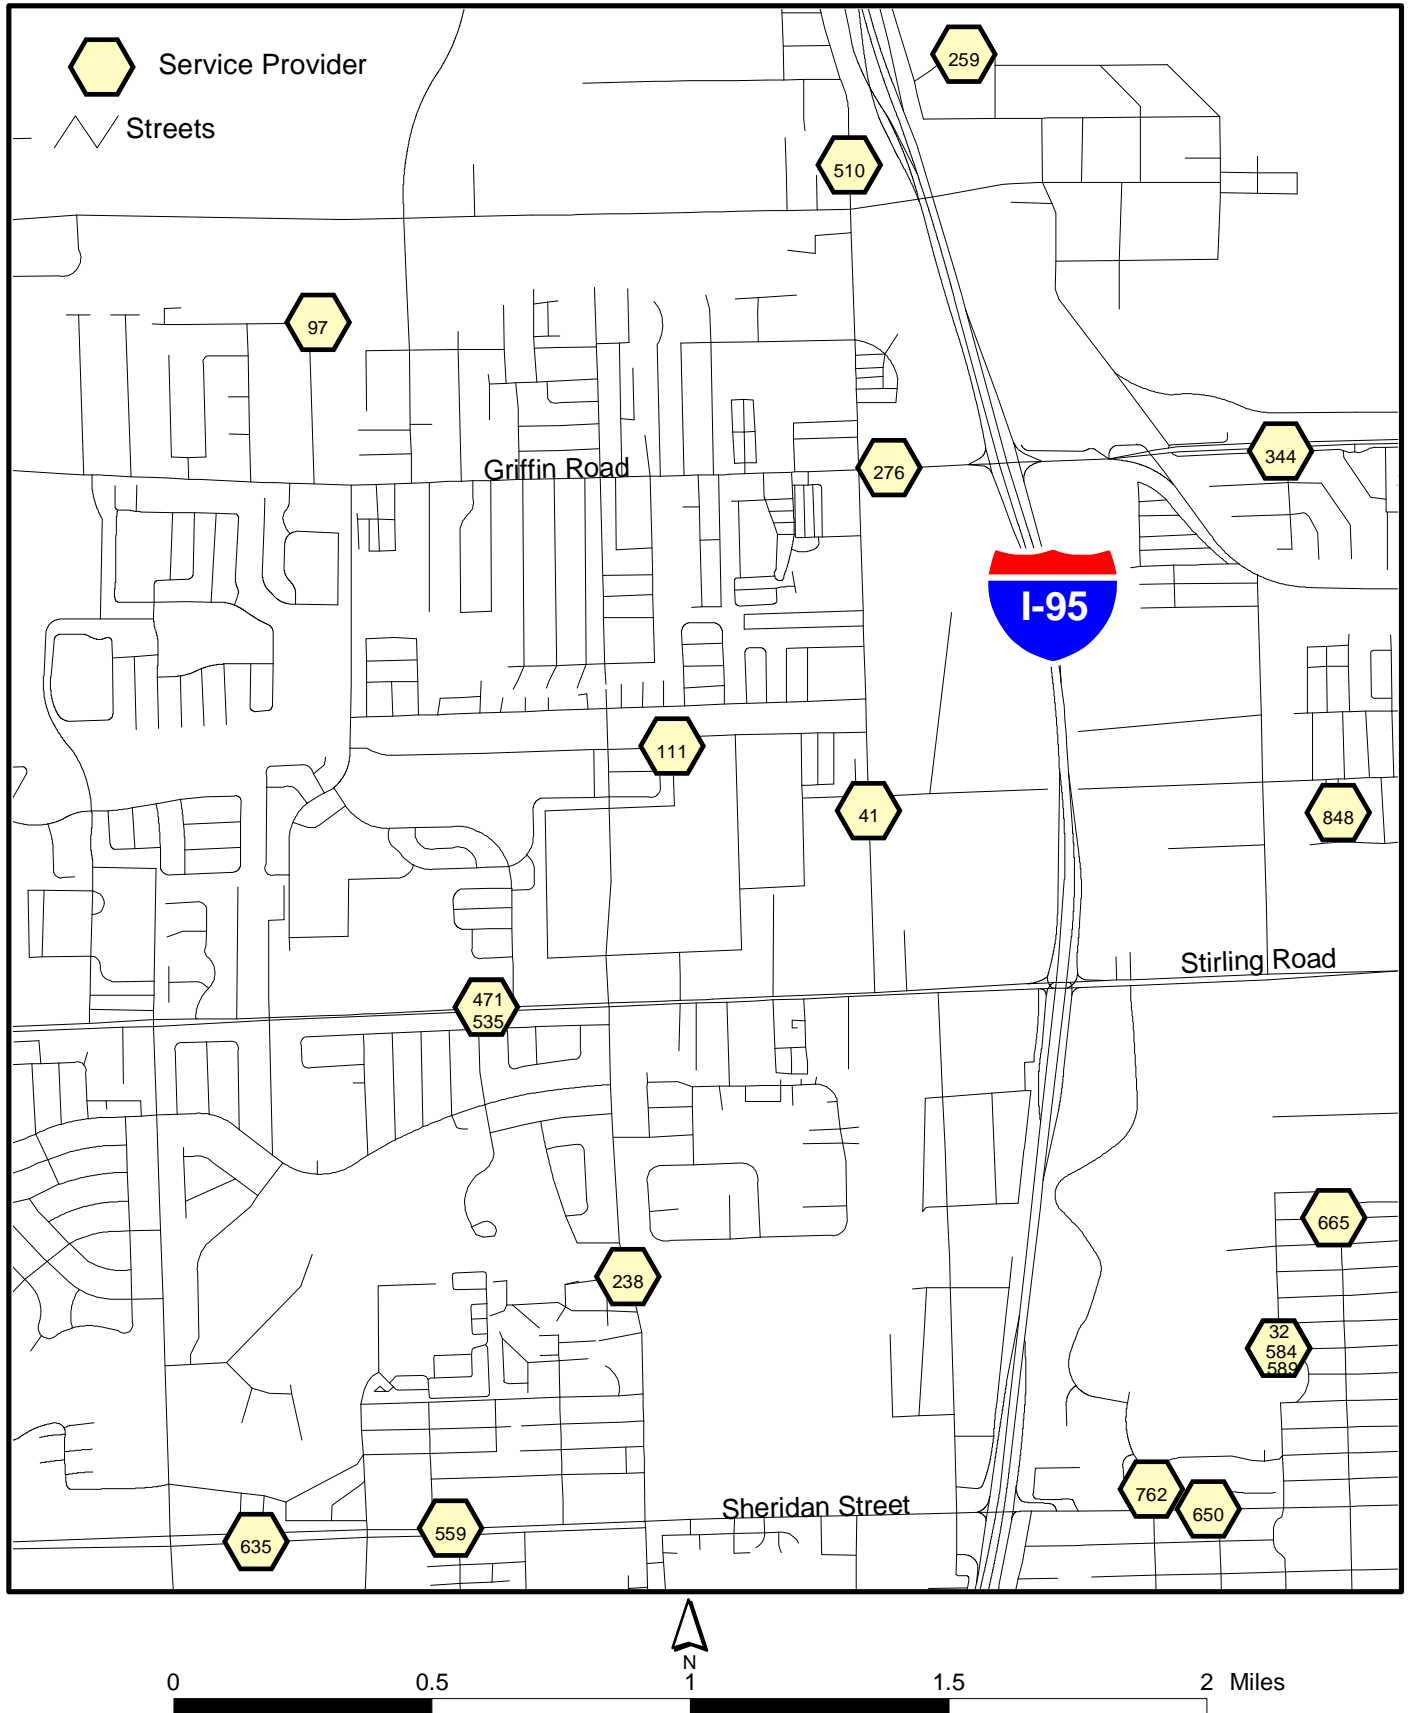 259
Service Provider
Streets
510
97
Griffin Road
276
344
I-95
111
41
848
Stirling Road
471
535
665
238
32
584
589
762
650
Sheridan Street
559
635
N
0 0.5 1 1.5 2 Miles